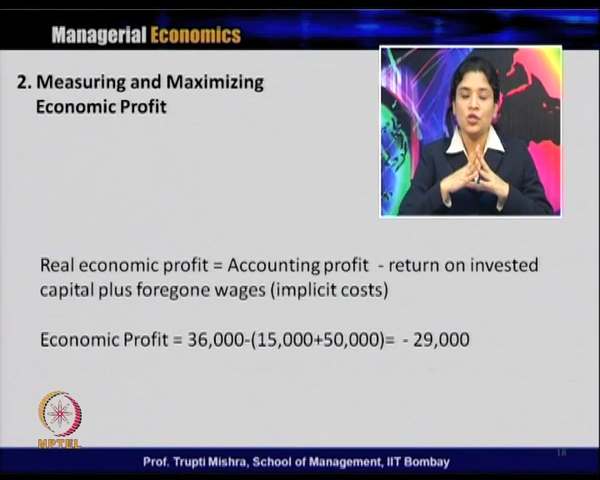 Managerial Economics
2. Measuring and Maximizing
Economic Profit
Real economic profit = Accounting profit - return on invested
capital plus foregone wages (implicit costs)
Economic Profit = 36,000-(15,000+50,000)= - 29,000
NPTEL
18
Prof. Trupti Mishra, School of Management, IIT Bombay